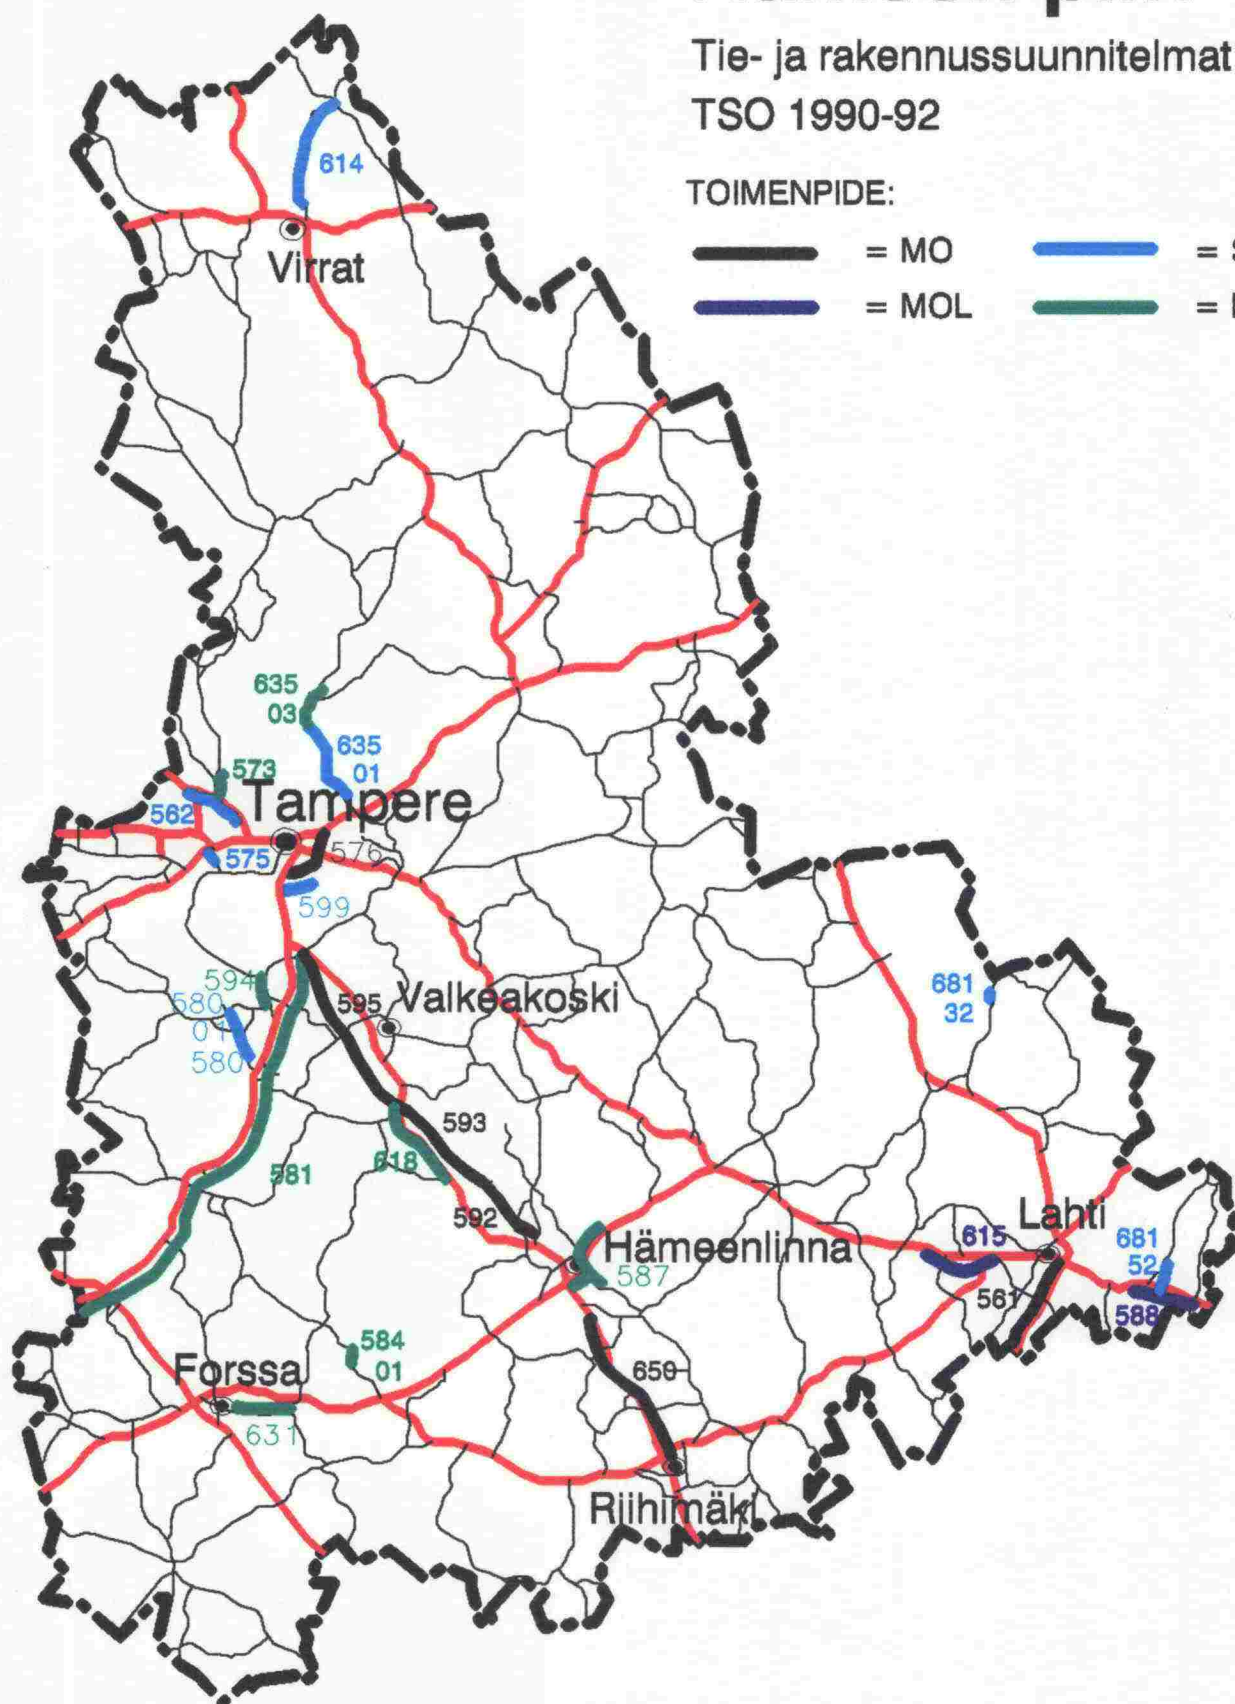 Tie- ja rakennussuunnitelmat
TSO 1990-92
TOIMENPIDE:
= MO
=
= MOL
=
614
Virrat
635
03
635
01
573
Tampere
562
576
575
599
594
595
Valkeakoski
580
01
580
681
32
593
618
581
592
Lahti
615
681
52
Hämeenlinna
587
561
588
584
01
650
Forssa
631
Riihimäki